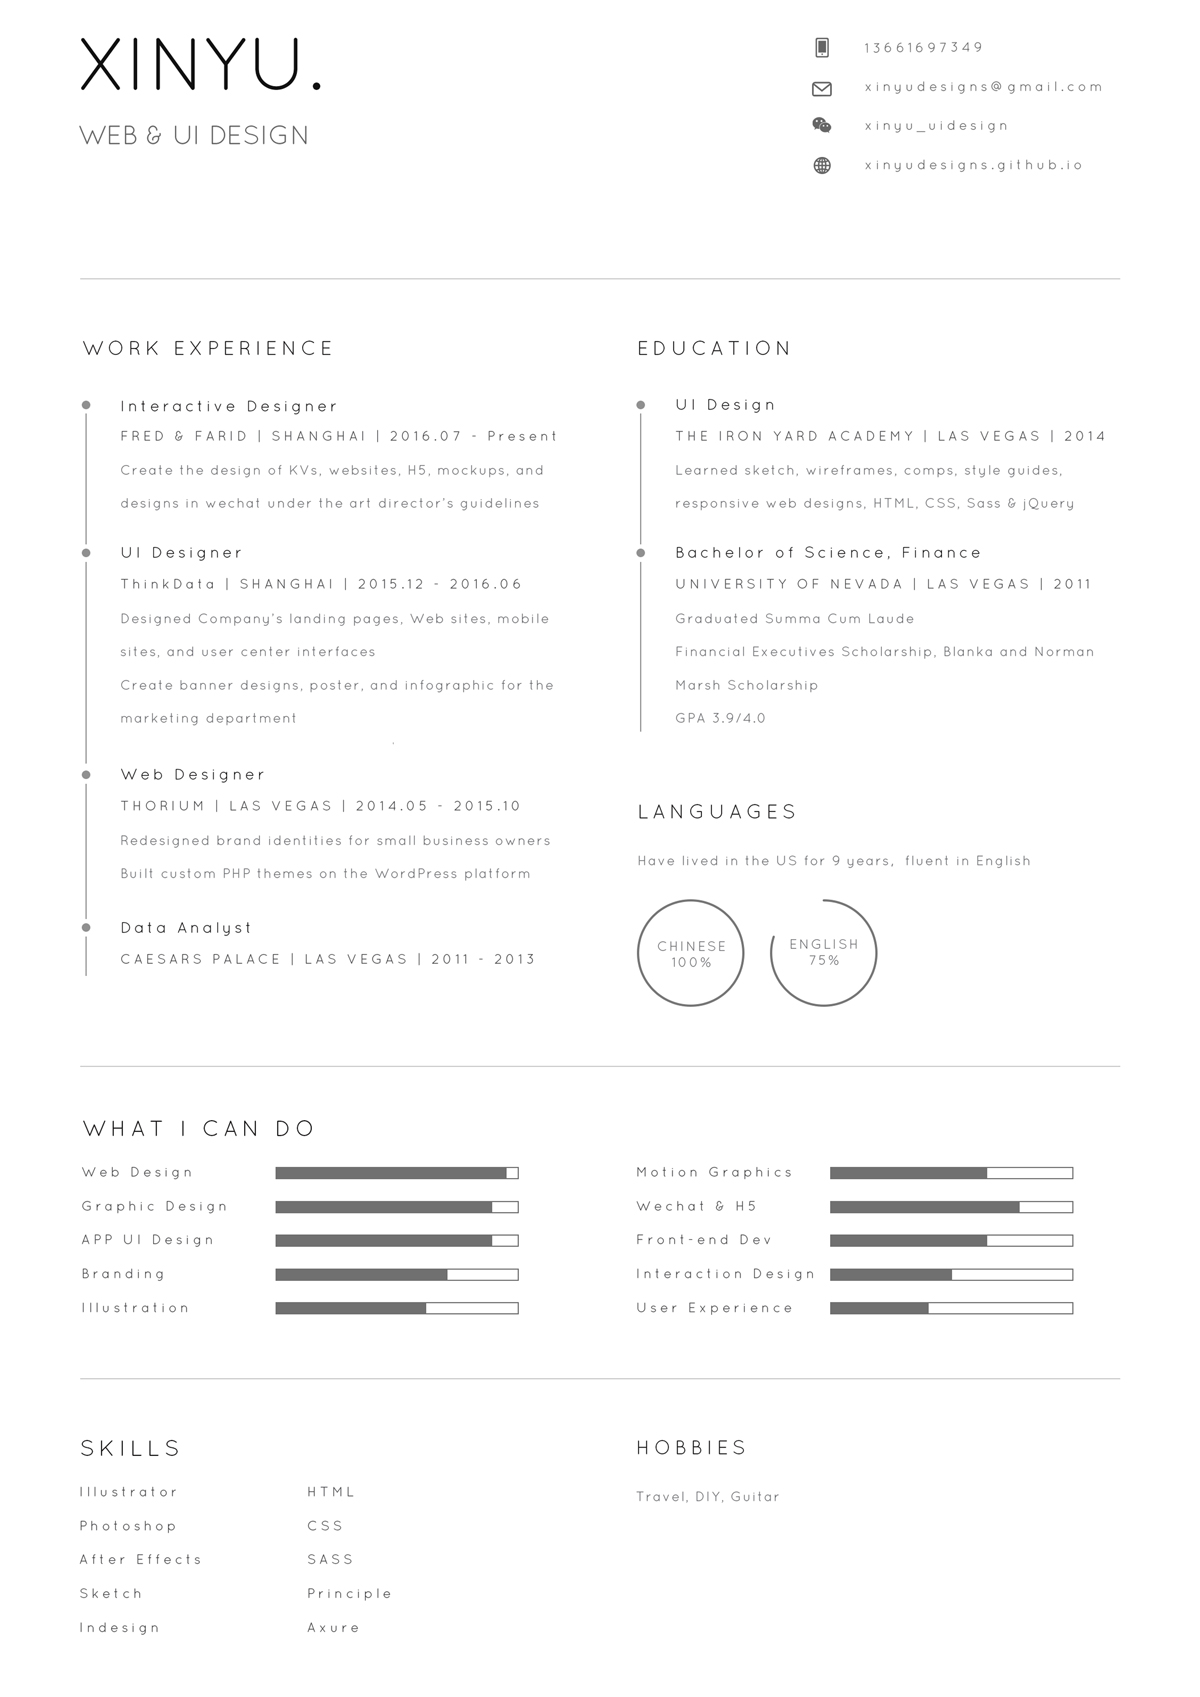 XINYU.
WEB & UI DESIGN
13661697349
xinyudesigns@gmail.com
xinyu_uidesign
xinyudesigns.github.io
WORK EXPERIENCE
Interactive Designer
FRED & FARID | SHANGHAI | 2016.07 - Present
Create the design of KVs, websites, H5, mockups, and
designs in wechat under the art director's guidelines
UI Designer
ThinkData | SHANGHAI | 2015.12 - 2016.06
Designed Company's landing pages, Web sites, mobile
sites, and user center interfaces
Create banner designs, poster, and infographic for the
marketing department
Web Designer
THORIUM | LAS VEGAS | 2014.05 - 2015.10
Redesigned brand identities for small business owners
Built custom PHP themes on the WordPress platform
Data Analyst
CAESARS PALACE | LAS VEGAS | 2011 - 2013
EDUCATION
UI Design
THE IRON YARD ACADEMY | LAS VEGAS | 2014
Learned sketch, wireframes, comps, style guides,
responsive web designs, HTML, CSS, Sass & jQuery
Bachelor of Science, Finance
UNIVERSITY OF NEVADA | LAS VEGAS | 2011
Graduated Summa Cum Laude
Financial Executives Scholarship, Blanka and Norman
Marsh Scholarship
GPA 3.9/4.0
LANGUAGES
Have lived in the US for 9 years, fluent in English
CHINESE
100%
ENGLISH
75%
WHAT I CAN DO
Web Design
Graphic Design
APP UI Design
Branding
Illustration
Motion Graphics
Wechat & H5
Front-end Dev
Interaction Design
User Experience
SKILLS
Illustrator
Photoshop
After Effects
Sketch
Indesign
HTML
CSS
SASS
Principle
Axure
HOBBIES
Travel, DIY, Guitar